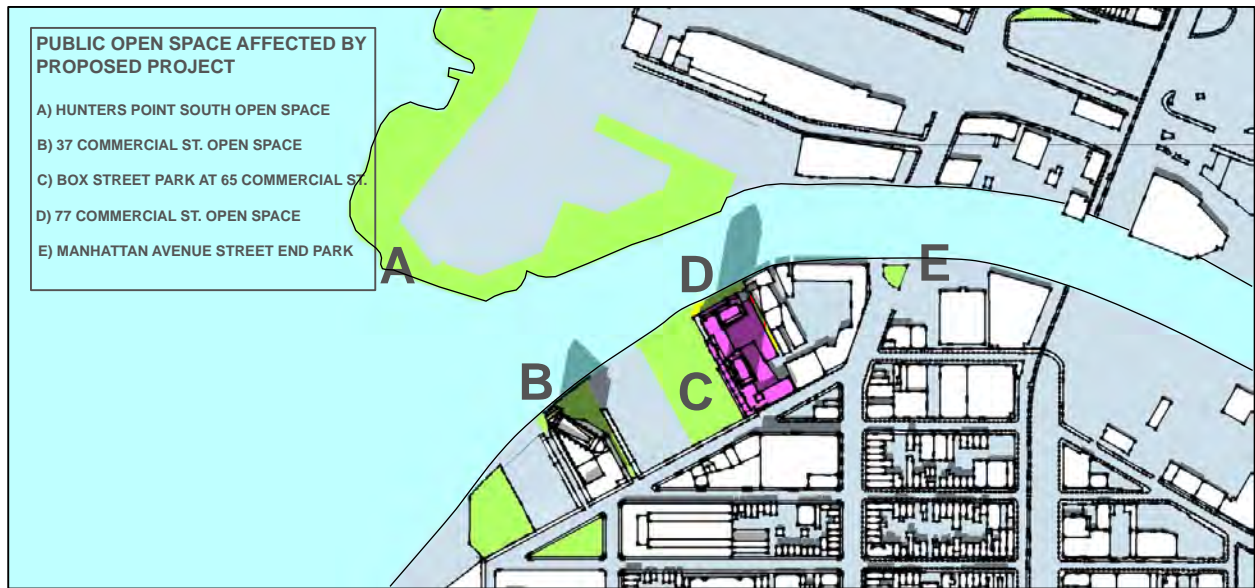 PUBLIC OPEN SPACE AFFECTED BY
PROPOSED PROJECT
A) HUNTERS POINT SOUTH OPEN SPACE
B) 37 COMMERCIAL ST. OPEN SPACE
C) BOX STREET PARK AT 65 COMMERCIAL ST.
D) 77 COMMERCIAL ST. OPEN SPACE
E) MANHATTAN AVENUE STREET END PARK
A
D
E
B
C